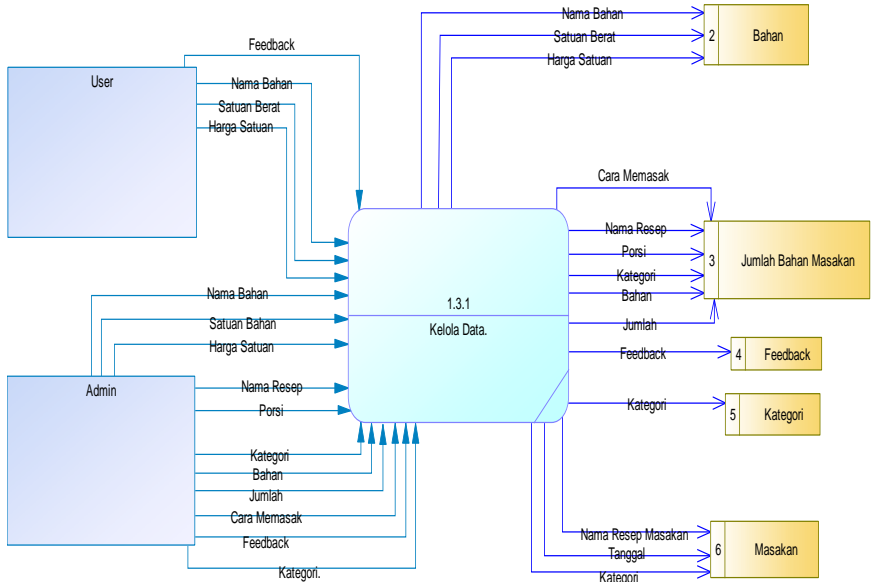 Nama Bahan
Satuan Berat
Harga Satuan
2
Bahan
Feedback
User
Nama Bahan
Satuan Berat
Harga Satuan
Cara Memasak
Nama Resep
Porsi
Kategori
Bahan
Jumlah
3
Jumlah Bahan Masakan
1.3.1
Kelola Data.
Nama Bahan
Satuan Bahan
Harga Satuan
Feedback
4
Feedback
Admin
Nama Resep
Porsi
Kategori
5
Kategori
Kategori
Bahan
Jumlah
Cara Memasak
Feedback
Kategori.
Nama Resep Masakan
Tanggal
Kategori
6
Masakan